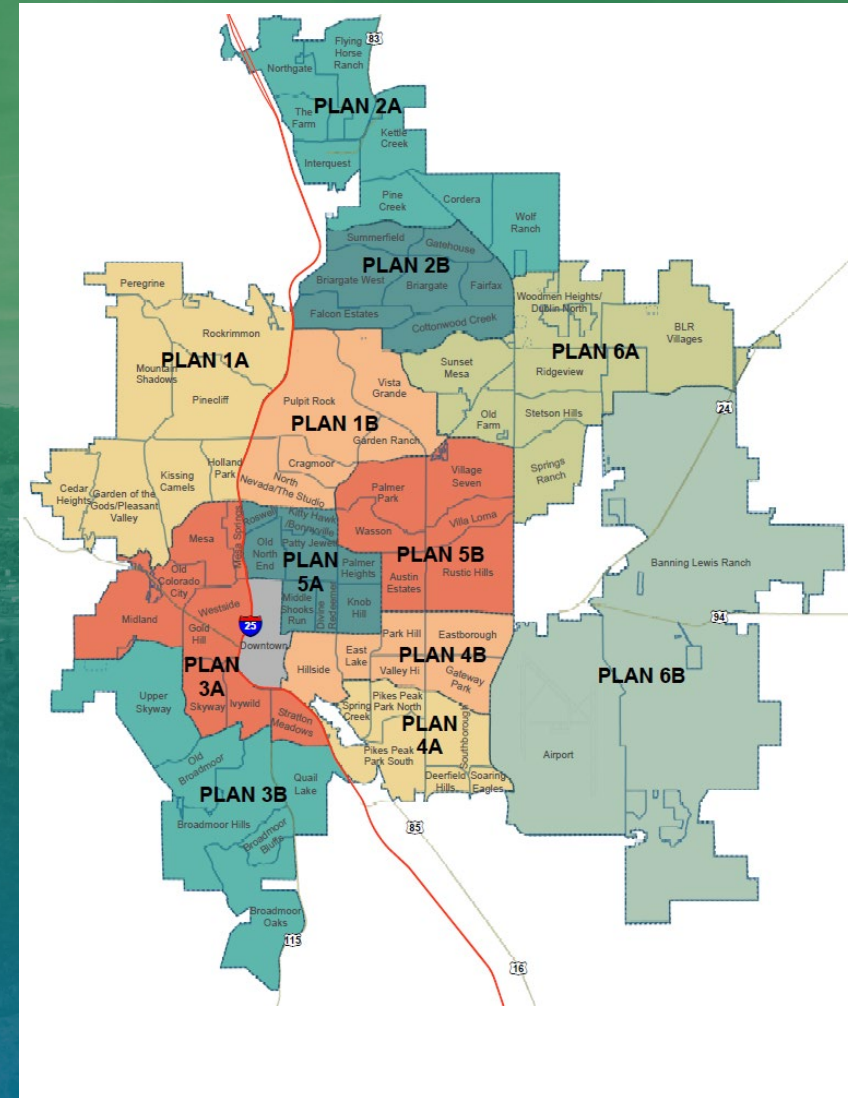 83
Flying
Horse
Ranch
Northgate
PLAN 2A
The
Farm
Kettle
Creek
Interquest
Pine
Creek
Cordera
Wolf
Ranch
Summerfield
Gatehouse
PLAN 2B
Briargate West
Briargate
Fairfax
Falcon Estates
Cottonwood Creek
Peregrine
Rockrimmon
PLAN 1A
Mountain
Shadows
Pinecliff
Woodmen Heights/
Dublin North
BLR
Villages
PLAN 6A
Sunset
Mesa
Ridgeview
Vista
Grande
Pulpit Rock
PLAN 1B
Old
Farm
Stetson Hills
24
Garden Ranch
Cragmoor
North
Nevada/The Studio
Holland
Park
Kissing
Camels
Cedar
Heights
Garden of the
Gods/Pleasant
Valley
Village
Seven
Springs
Ranch
Palmer
Park
Villa Loma
Wasson
PLAN 5B
Austin
Estates
Rustic Hills
Mesa
Mesa Springs
Roswell
Kitty Hawk
/Bonnyville
Patty Jewett
Old
North
End
PLAN
5A
Palmer
Heights
Middle
Shooks
Run
Divine
Redeemer
Knob
Hill
Old
Colorado
City
Westside
Midland
Gold
Hill
25
Downtown
Banning Lewis Ranch
94
PLAN 6B
Park Hill
Eastborough
PLAN 4B
East
Lake
Hillside
Valley Hi
Gateway
Park
PLAN
3A
Skyway
Ivywild
Stratton
Meadows
Upper
Skyway
Spring
Creek
Pikes Peak
Park North
PLAN
4A
Southborough
Pikes Peak
Park South
Deerfield
Hills
Soaring
Eagles
Airport
Old
Broadmoor
PLAN 3B
Quail
Lake
Broadmoor Hills
Broadmoor
Bluffs
Broadmoor
Oaks
85
115
16